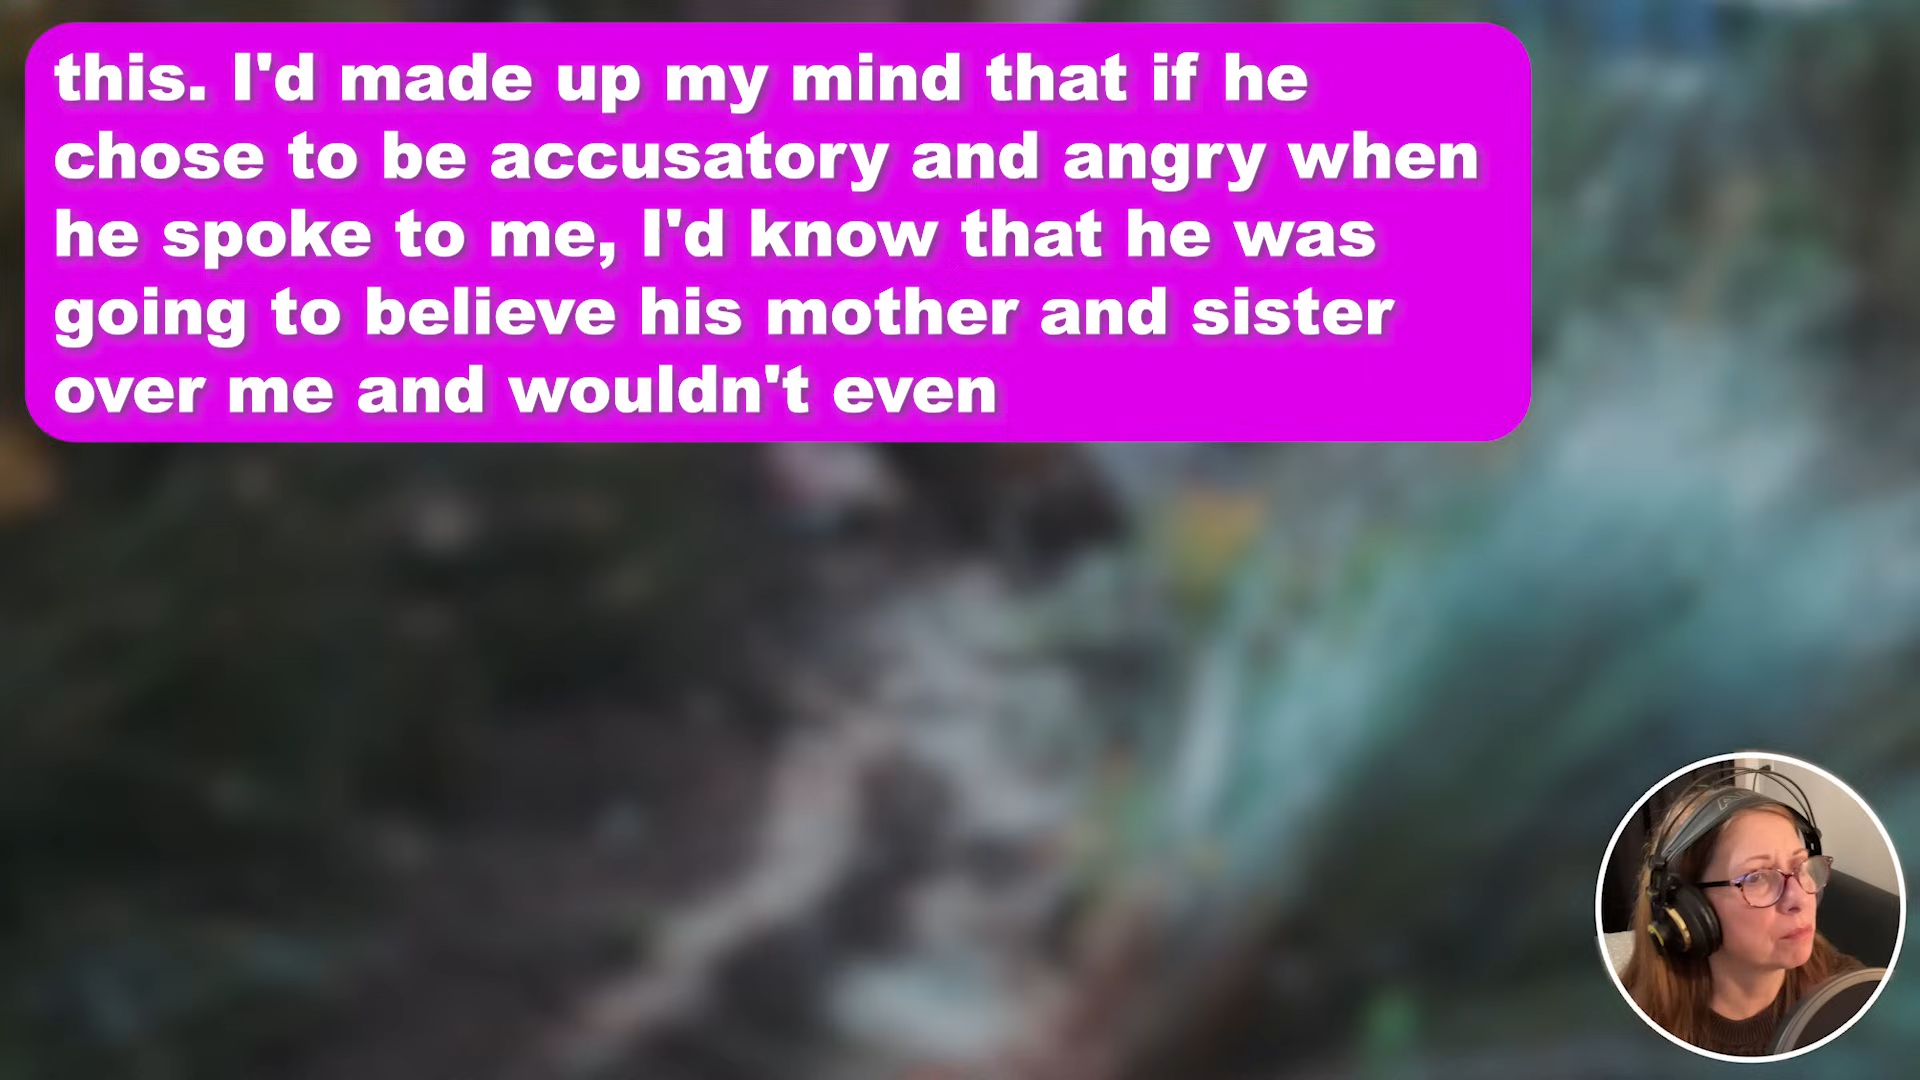 this. I'd made up my mind that if he
chose to be accusatory and angry when
he spoke to me, I'd know that he was
going to believe his mother and sister
over me and wouldn't even